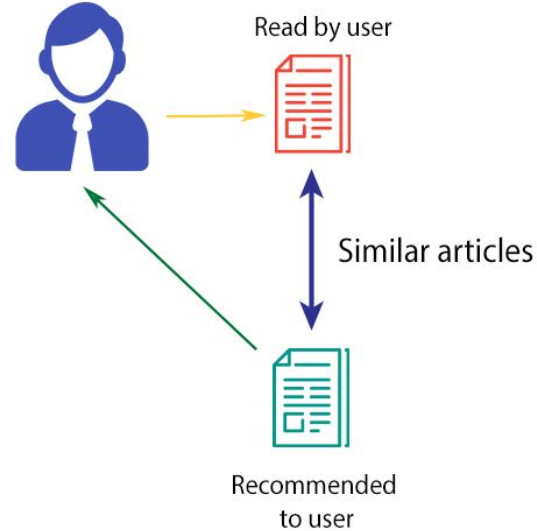 Read by user
Similar articles
Recommended
to user